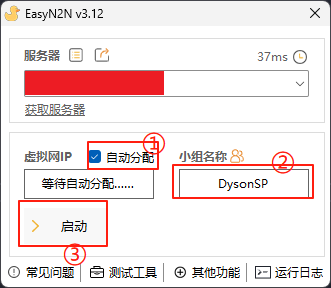 EasyN2N v3.12
服务器 37ms
获取服务器
①
虚拟网IP 自动分配 小组名称
②
等待自动分配...... DysonSP
启动
③
常见问题 测试工具 其他功能 运行日志